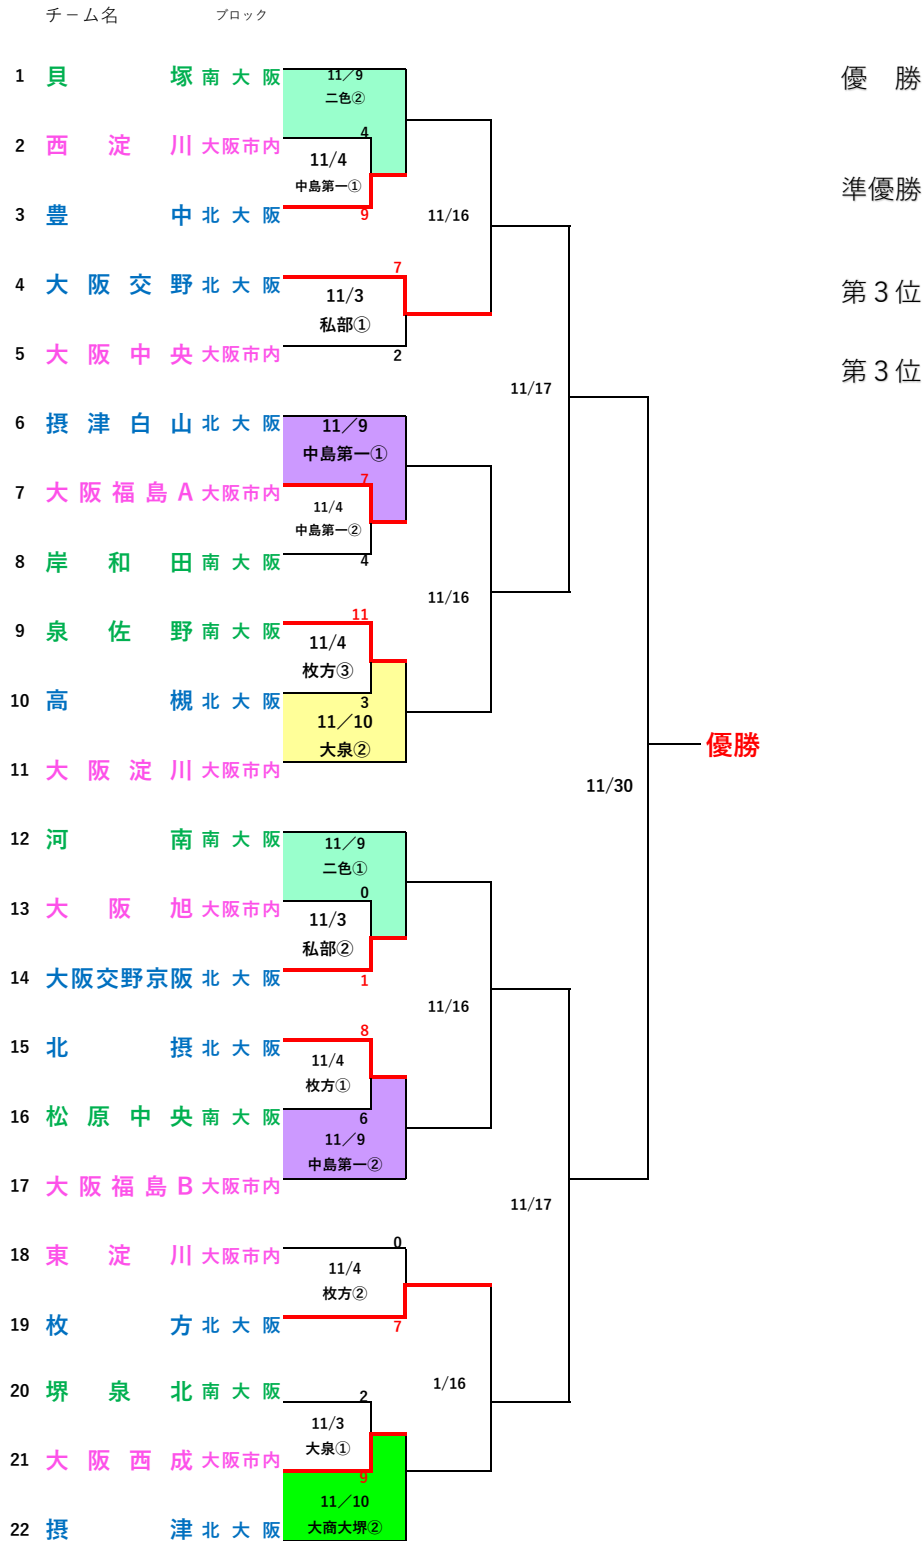 チーム名 ブロック
1 貝塚 南大阪 11／9 優勝
二色②
4
2 西淀川 大阪市内
11/4
中島第一① 準優勝
3 豊中 北大阪 9 11/16
7
4 大阪交野 北大阪
11/3 第３位
私部①
5 大阪中央 大阪市内 2
第３位
11/17
6 摂津白山 北大阪 11／9
中島第一①
7
7 大阪福島A 大阪市内
11/4
中島第一②
8 岸和田 南大阪 4
11/16
11
9 泉佐野 南大阪
11/4
枚方③
10 高槻 北大阪 3
11／10
大泉②
11 大阪淀川 大阪市内
優勝
11/30
12 河南 南大阪 11／9
二色①
0
13 大阪旭 大阪市内
11/3
私部②
14 大阪交野京阪 北大阪 1
11/16
8
15 北摂 北大阪
11/4
枚方①
16 松原中央 南大阪 6
11／9
中島第一②
17 大阪福島B 大阪市内
11/17
0
18 東淀川 大阪市内
11/4
枚方②
19 枚方 北大阪 7
1/16
20 堺泉北 南大阪 2
11/3
大泉①
21 大阪西成 大阪市内
9
11／10
22 摂津 北大阪 大商大堺②